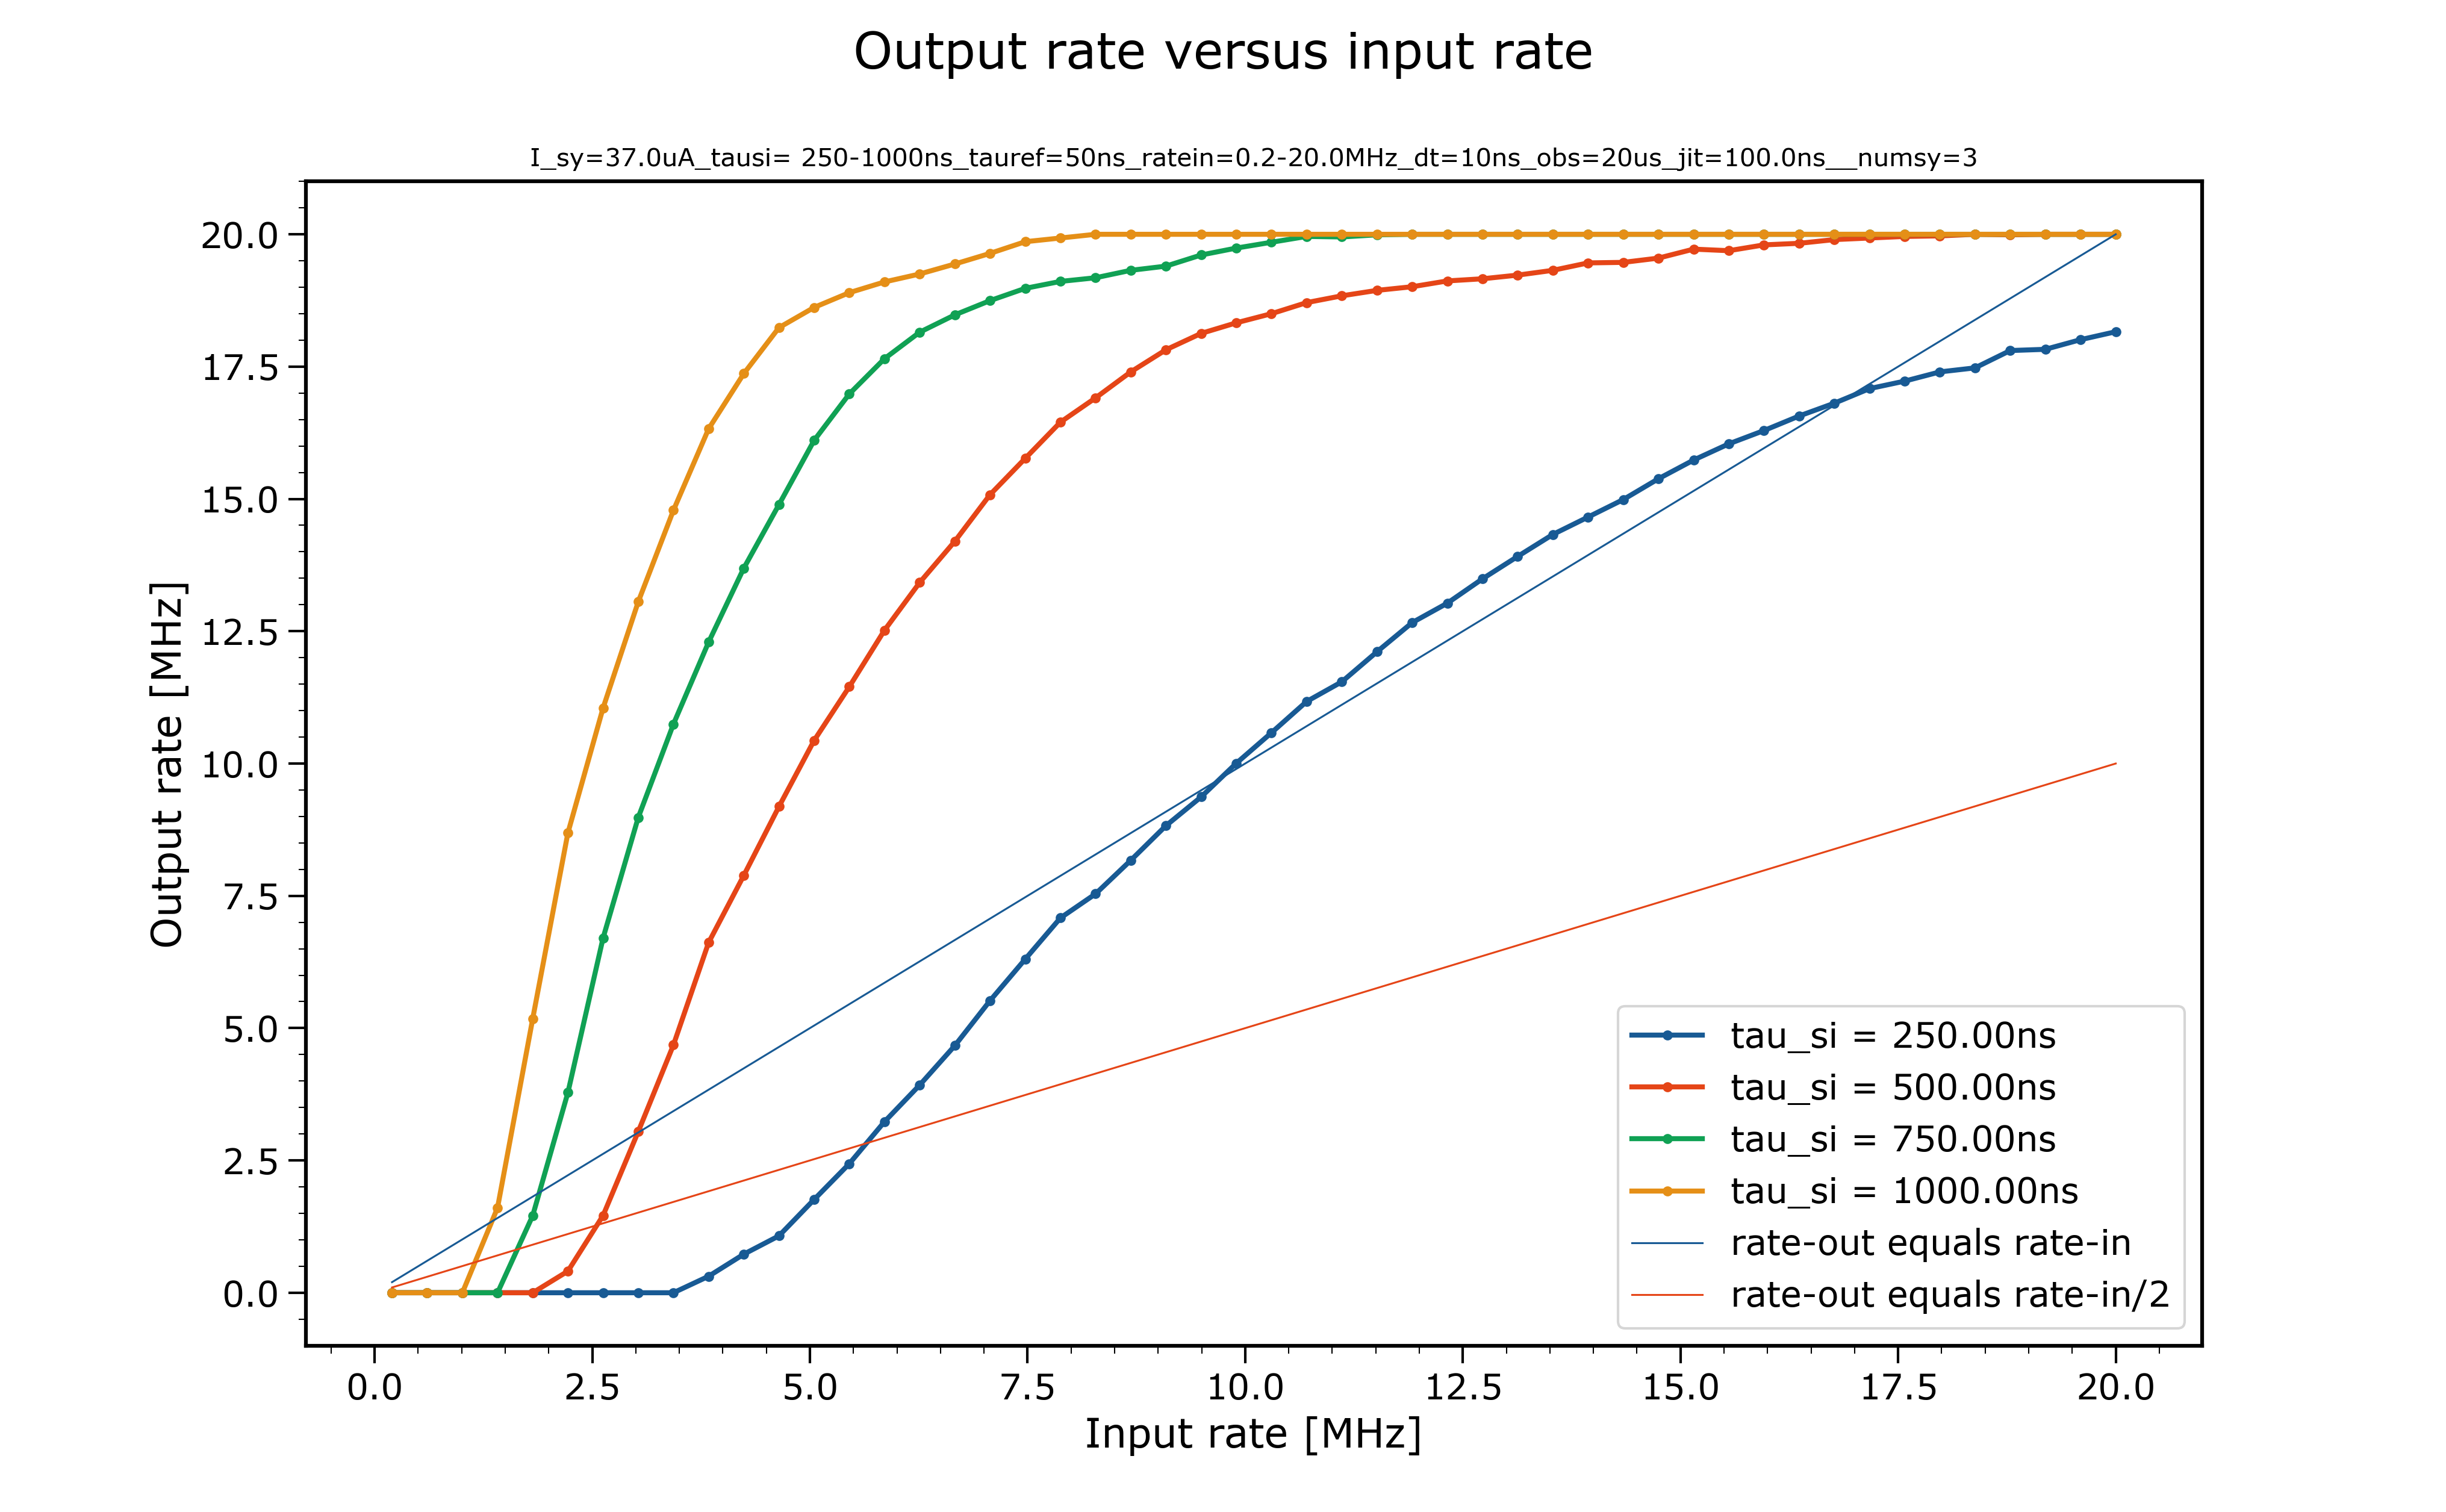 Output rate versus input rate
I_sy=37.0uA_tausi= 250-1000ns_tauref=50ns_ratein=0.2-20.0MHz_dt=10ns_obs=20us_jit=100.0ns__numsy=3
Output rate [MHz]
20.0
17.5
15.0
12.5
10.0
7.5
5.0
2.5
0.0
tau_si = 250.00ns
tau_si = 500.00ns
tau_si = 750.00ns
tau_si = 1000.00ns
rate-out equals rate-in
rate-out equals rate-in/2
0.0 2.5 5.0 7.5 10.0 12.5 15.0 17.5 20.0
Input rate [MHz]